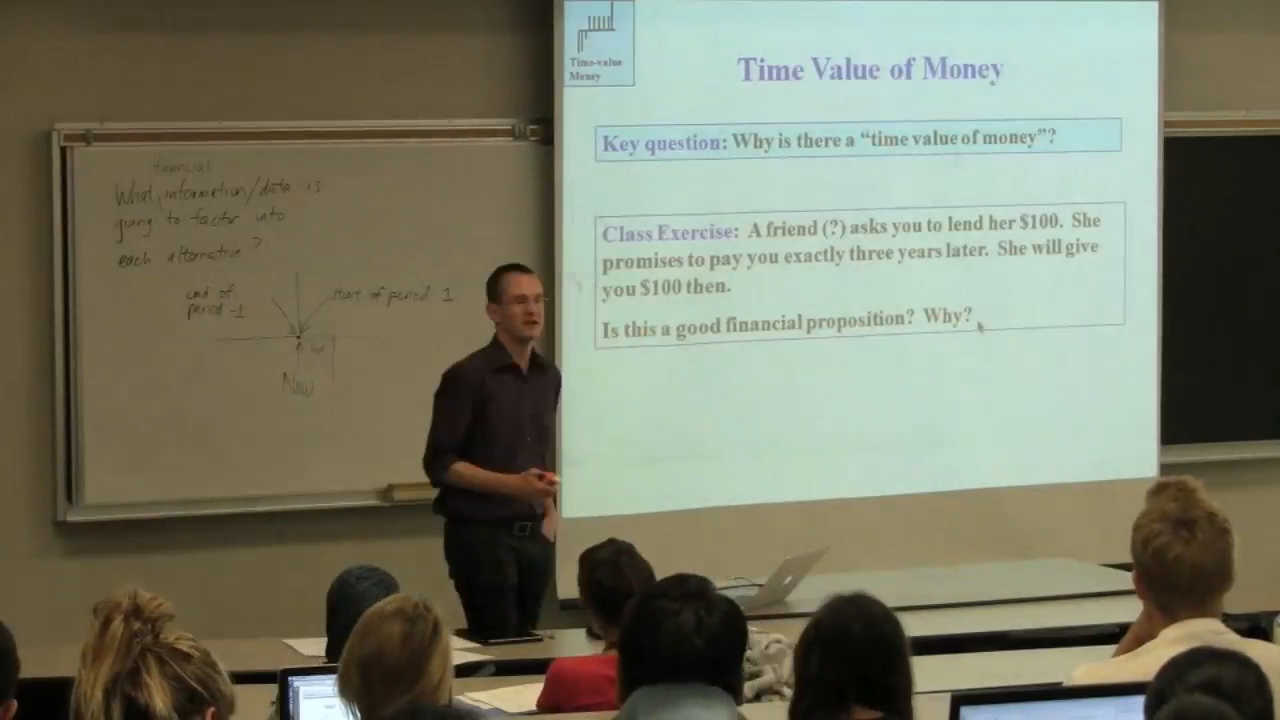 financial
What information/data is
going to factor into
each alternative?
end of
period -1
start of period 1
Now
Time-value
Money
Time Value of Money
Key question: Why is there a “time value of money”?
Class Exercise: A friend (?) asks you to lend her $100. She
promises to pay you exactly three years later. She will give
you $100 then.
Is this a good financial proposition? Why?